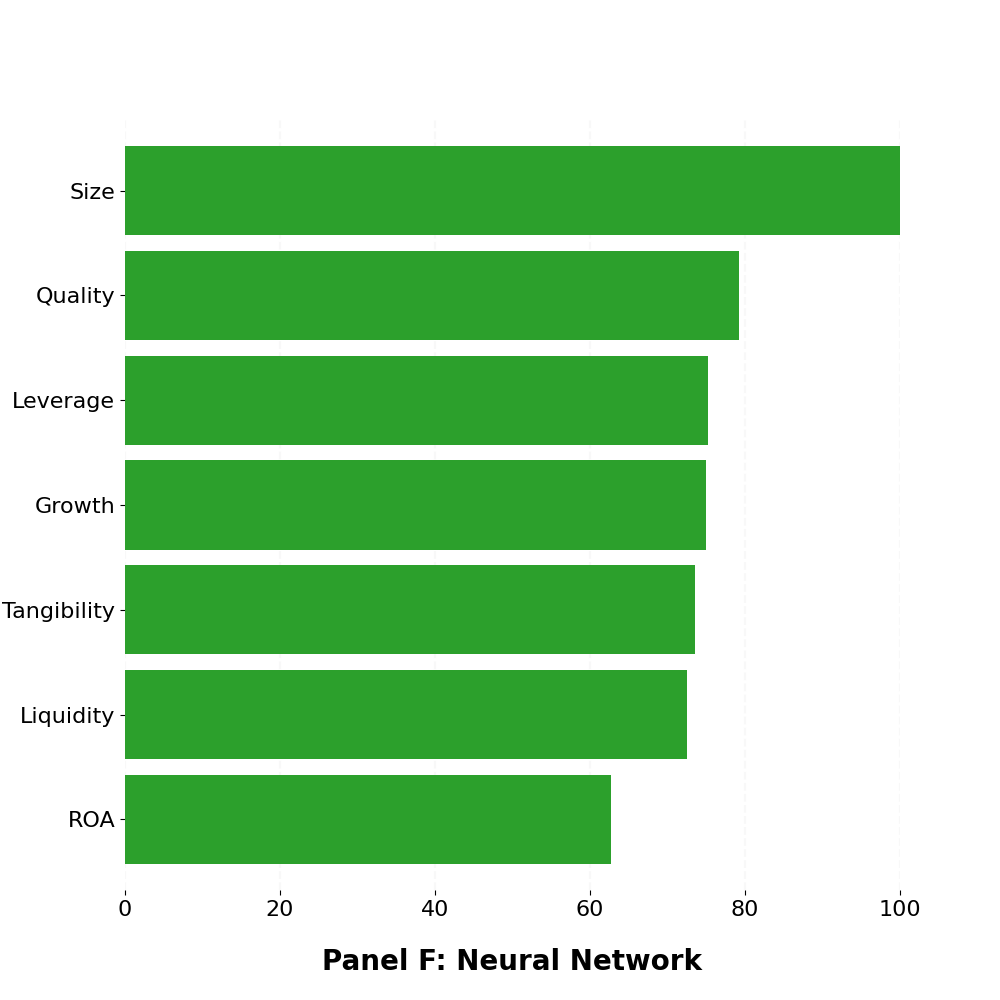 Size
Quality
Leverage
Growth
Tangibility
Liquidity
ROA
0 20 40 60 80 100
Panel F: Neural Network